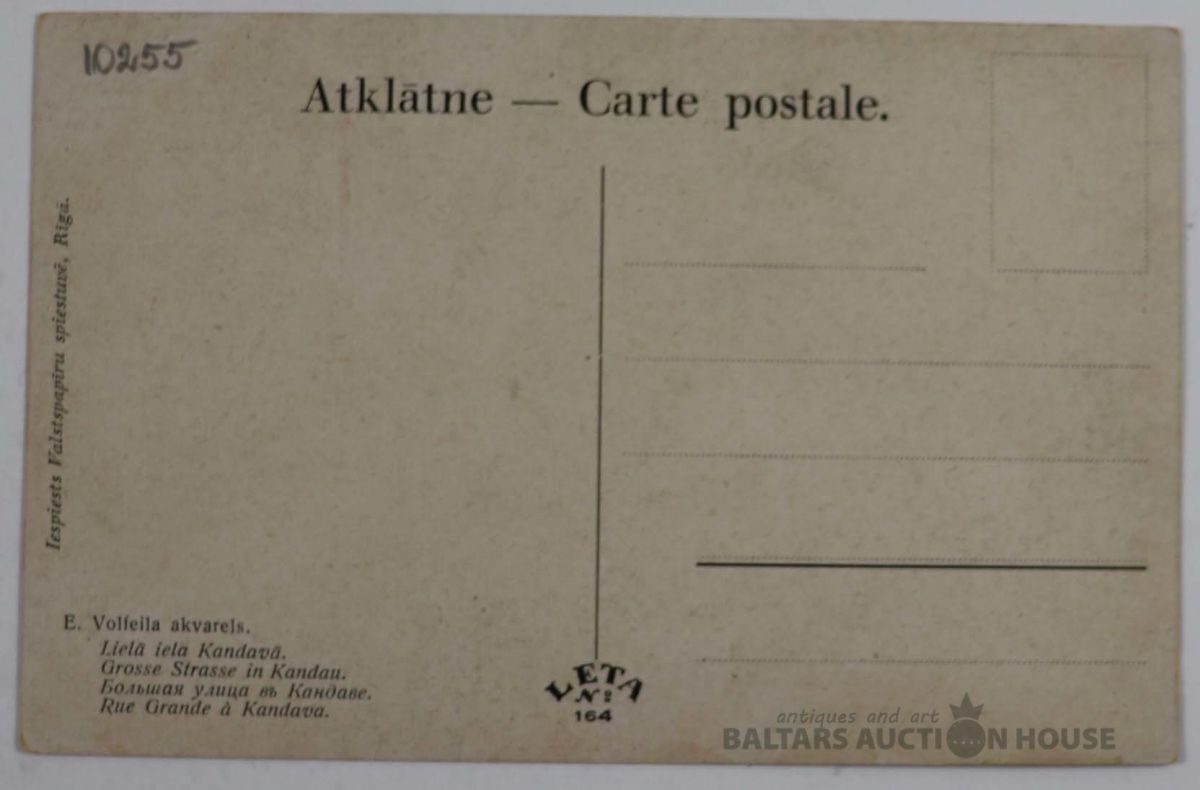 10255
Atklātne — Carte postale.
Iespiests Valstspapīru spiestuvē, Rīgā.
E. Volfeila akvarels.
Lielā iela Kandavā.
Grosse Strasse in Kandau.
Большая улица въ Кандаве.
Rue Grande à Kandava.
LETA
№
164
antiques and art
BALTARS AUCTION HOUSE